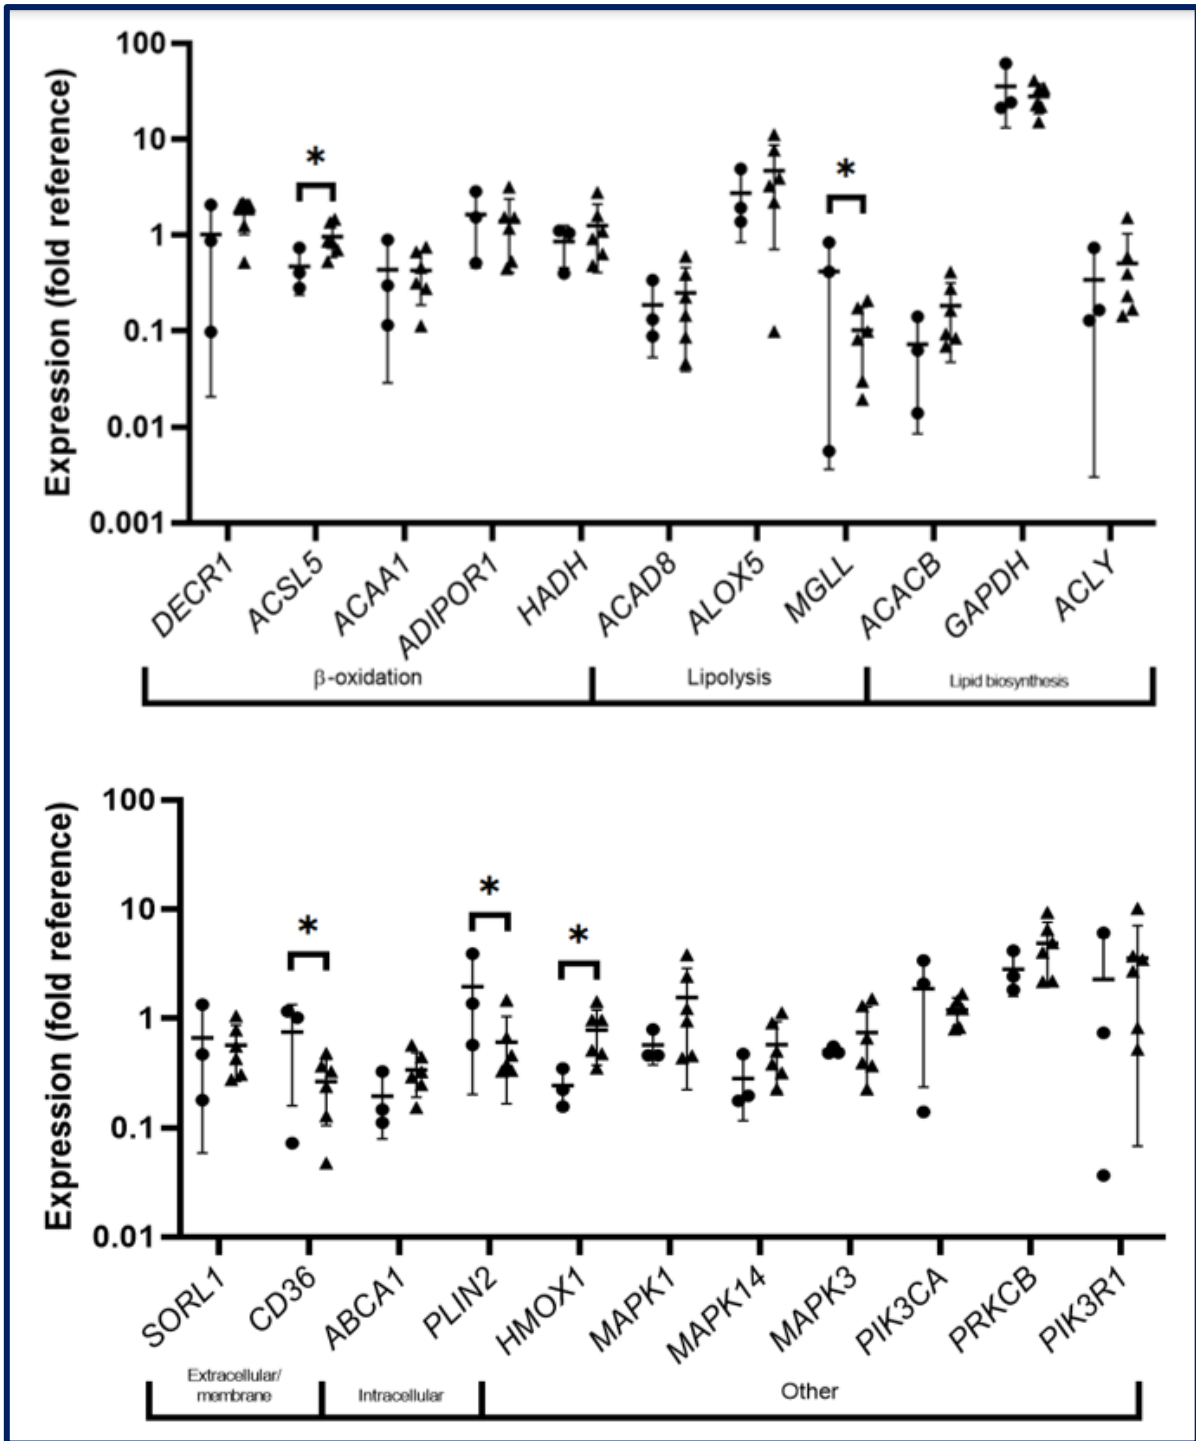 Expression (fold reference)
100
10
1
0.1
0.01
0.001
*
*
DECR1
ACSL5
ACAA1
ADIPOR1
HADH
ACAD8
ALOX5
MGLL
ACACB
GAPDH
ACLY
β-oxidation
Lipolysis
Lipid biosynthesis
Expression (fold reference)
100
10
1
0.1
0.01
*
*
*
SORL1
CD36
ABCA1
PLIN2
HMOX1
MAPK1
MAPK14
MAPK3
PIK3CA
PRKCB
PIK3R1
Extracellular/
membrane
Intracellular
Other